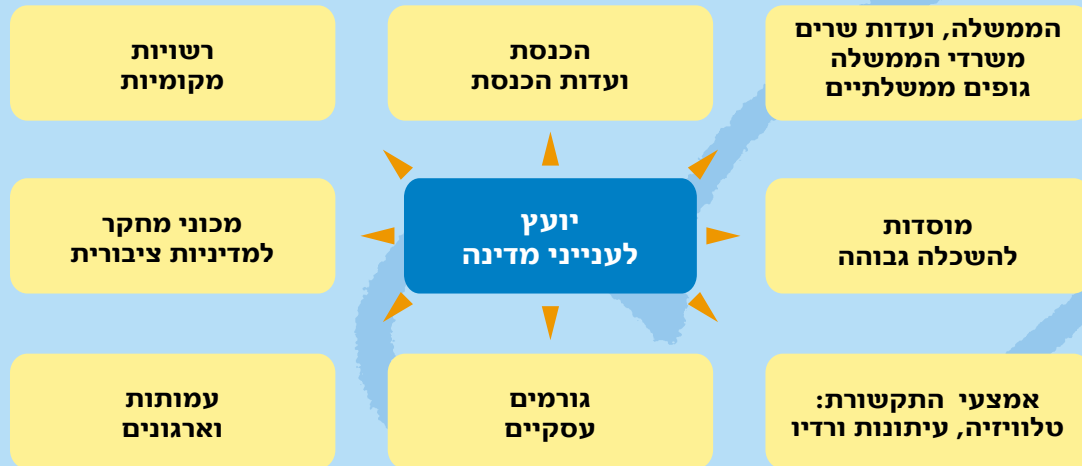 הממשלה, ועדות שרים
משרדי הממשלה
גופים ממשלתיים
הכנסת
ועדות הכנסת
רשויות
מקומיות
מוסדות
להשכלה גבוהה
יועץ
לענייני מדינה
מכוני מחקר
למדיניות ציבורית
אמצעי התקשורת:
טלוויזיה, עיתונות ורדיו
גורמים
עסקיים
עמותות
וארגונים